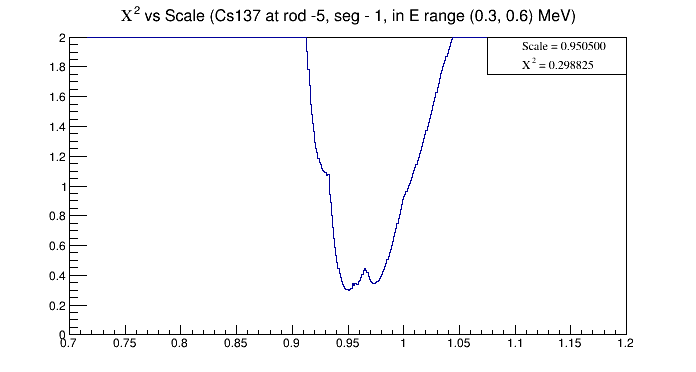 X² vs Scale (Cs137 at rod -5, seg - 1, in E range (0.3, 0.6) MeV)
Scale = 0.950500
X² = 0.298825
2
1.8
1.6
1.4
1.2
1
0.8
0.6
0.4
0.2
0
0.7 0.75 0.8 0.85 0.9 0.95 1 1.05 1.1 1.15 1.2